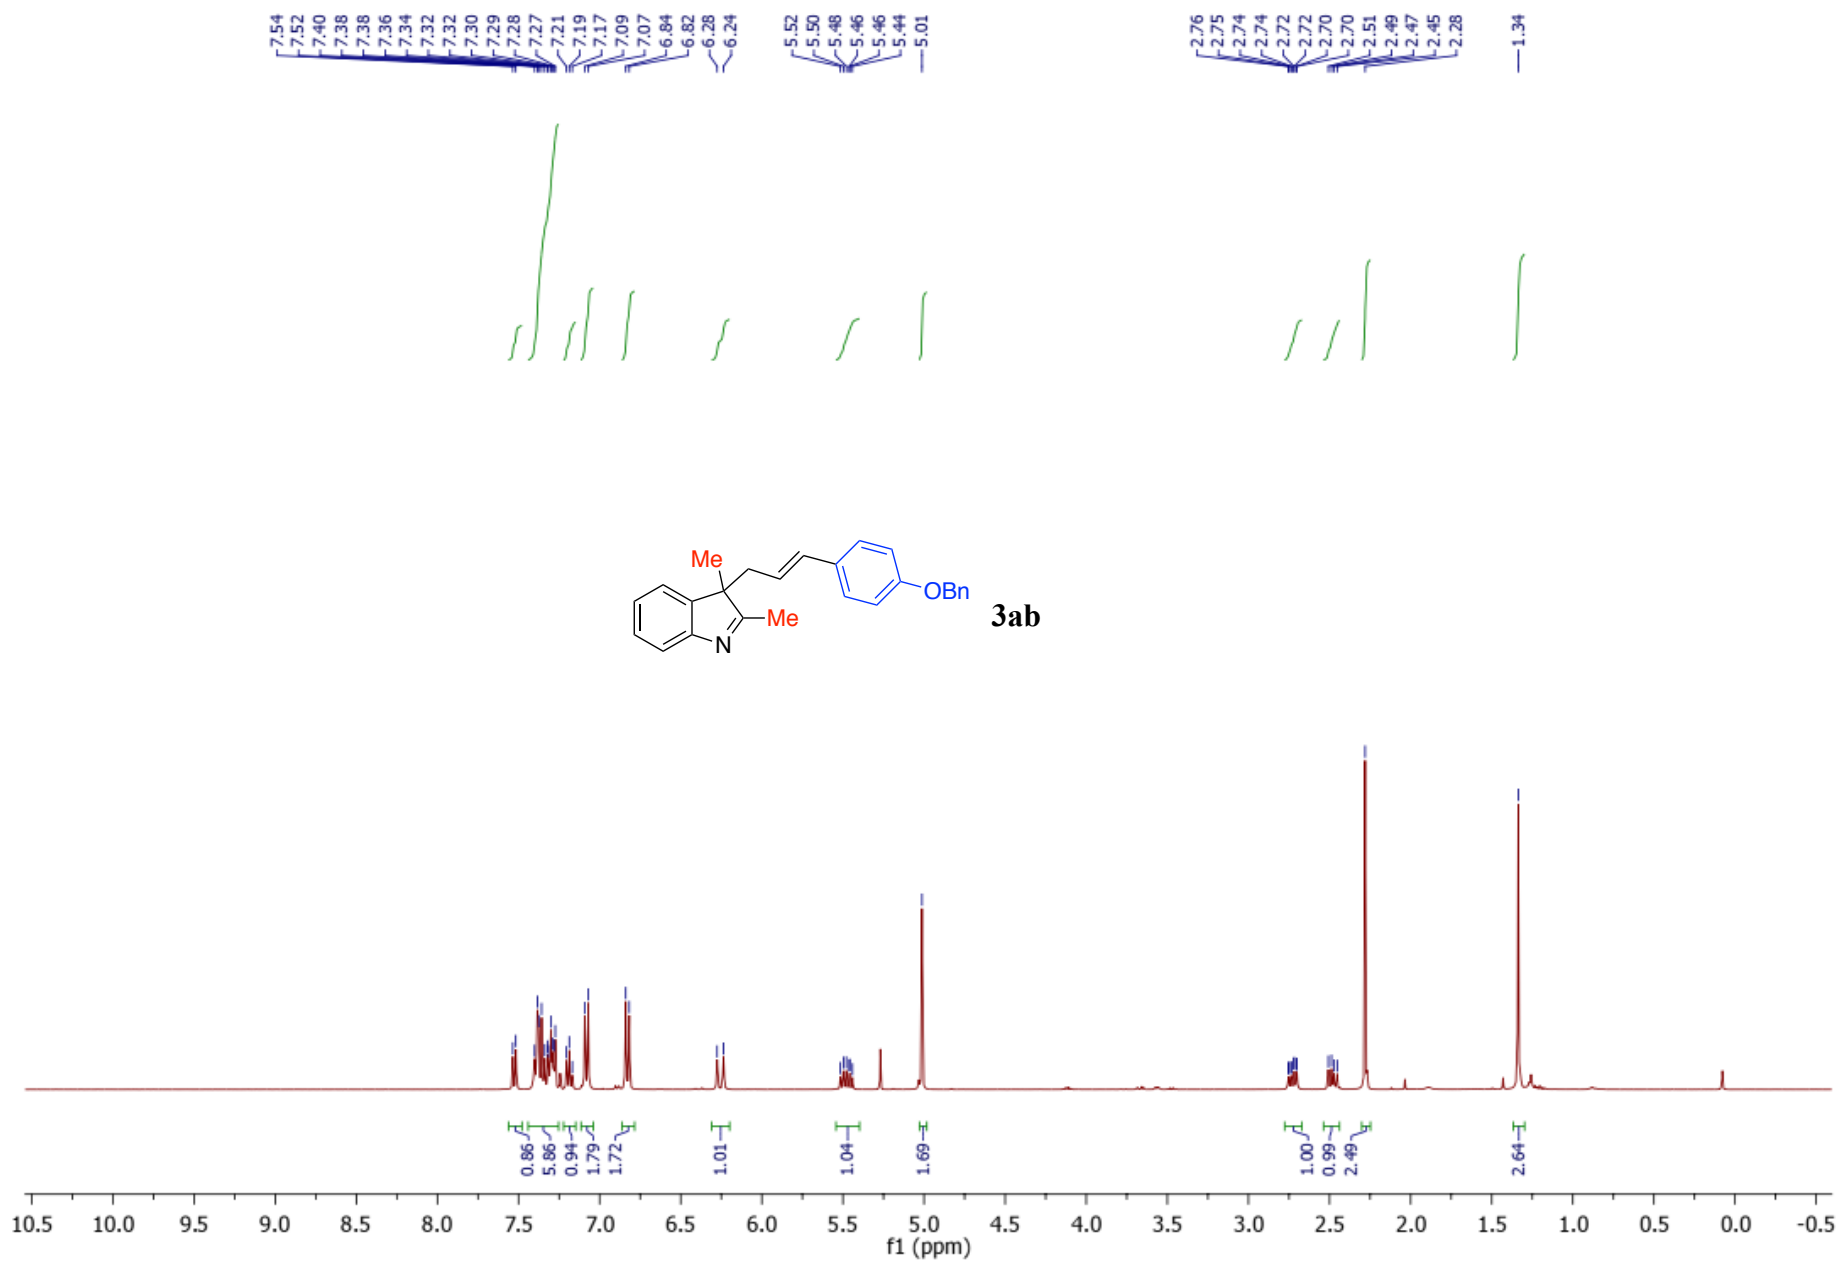 7.54 7.52 7.40 7.38 7.38 7.36 7.34 7.32 7.32 7.30 7.29 7.28 7.27 7.21 7.19 7.17 7.09 7.07 6.84 6.82 6.28 6.24 5.52 5.50 5.48 5.46 5.46 5.44 5.01 2.76 2.75 2.74 2.74 2.72 2.72 2.70 2.70 2.51 2.49 2.47 2.45 2.28 1.34
Me
OBn
3ab
Me
N
0.86 5.86 0.94 1.79 1.72 1.01 1.04 1.69 1.00 0.99 2.49 2.64
10.5 10.0 9.5 9.0 8.5 8.0 7.5 7.0 6.5 6.0 5.5 5.0 4.5 4.0 3.5 3.0 2.5 2.0 1.5 1.0 0.5 0.0 -0.5
f1 (ppm)